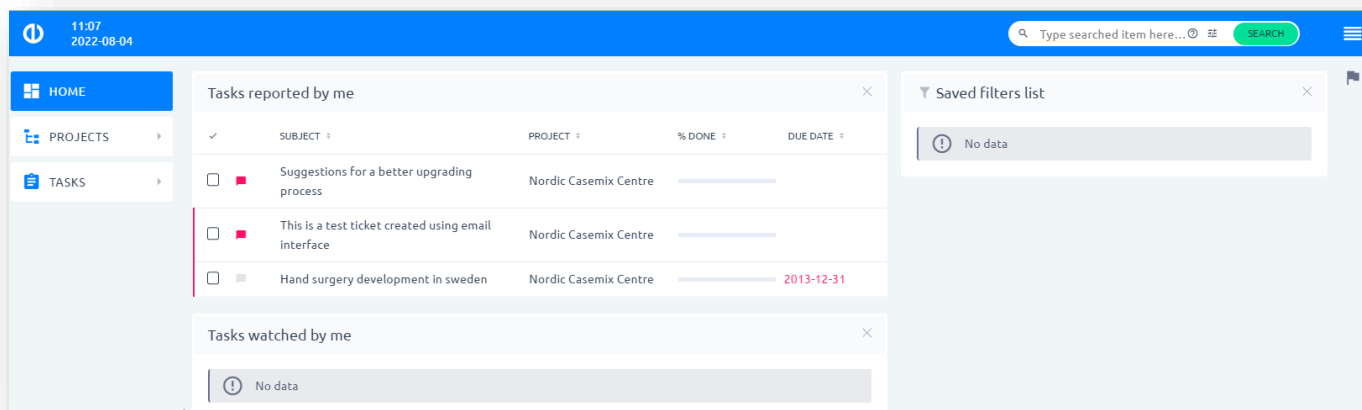 11:07
2022-08-04
Type searched item here...
SEARCH
HOME
PROJECTS
TASKS
Tasks reported by me
SUBJECT PROJECT % DONE DUE DATE
Suggestions for a better upgrading
process
Nordic Casemix Centre
This is a test ticket created using email
interface
Nordic Casemix Centre
Hand surgery development in sweden Nordic Casemix Centre 2013-12-31
Tasks watched by me
No data
Saved filters list
No data